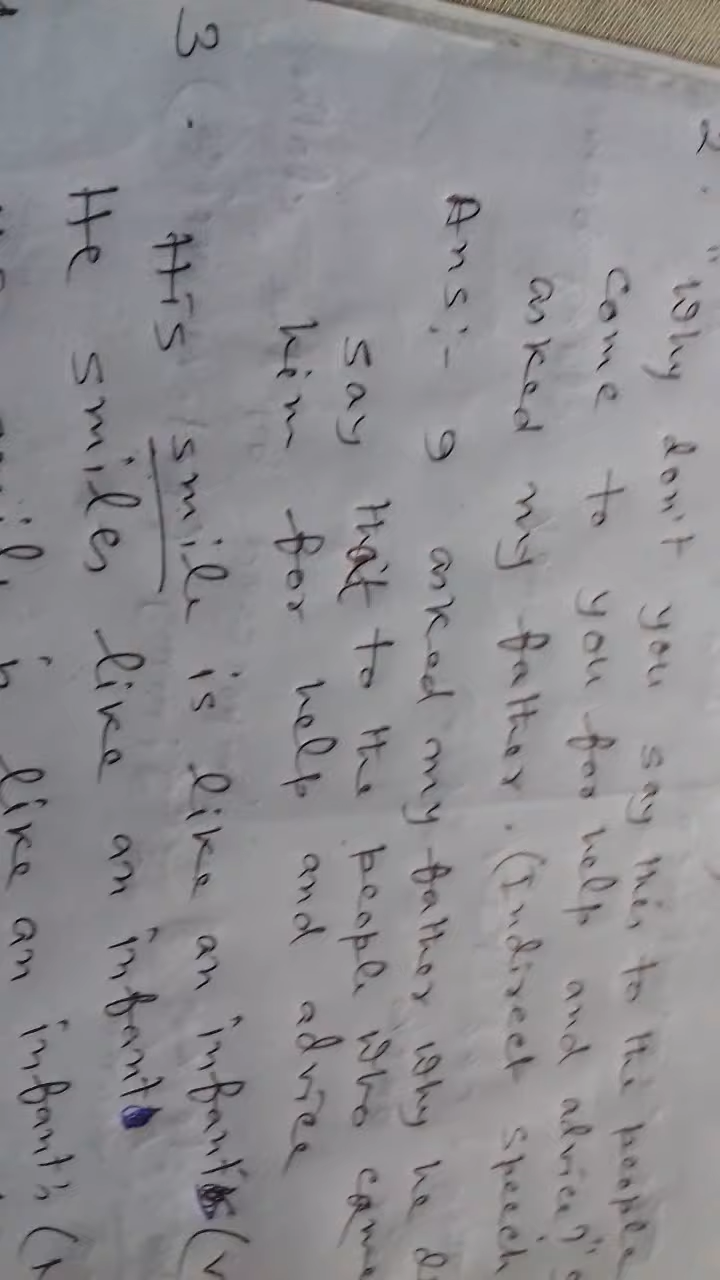 2. "Why don't you say this to the people
come to you for help and advice?"
asked my father. (Indirect speech
Ans:- I asked my father why he d
say that to the people who came
him for help and advice
3. His smile is like an infant's (v
He smiles like an infant
is like an infant's (